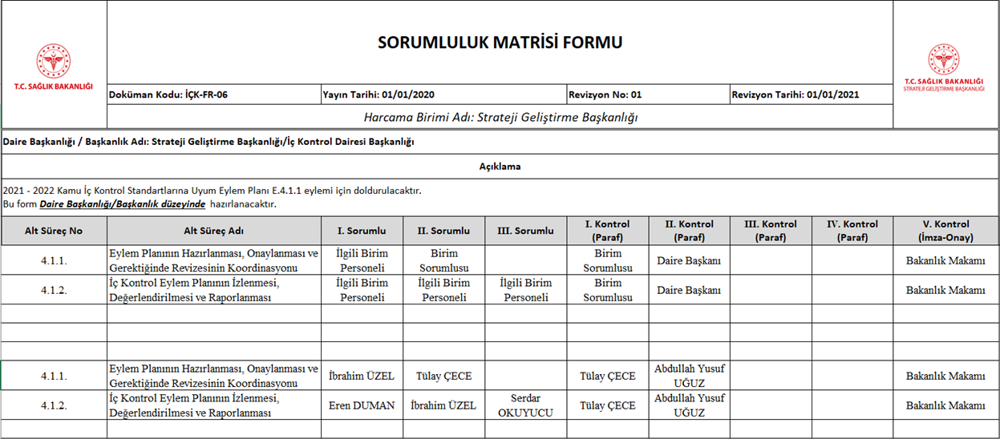 SORUMLULUK MATRİSİ FORMU
T.C. SAĞLIK BAKANLIĞI
T.C. SAĞLIK BAKANLIĞI
STRATEJİ GELİŞTİRME BAŞKANLIĞI
Doküman Kodu: İÇK-FR-06 Yayın Tarihi: 01/01/2020 Revizyon No: 01 Revizyon Tarihi: 01/01/2021
Harcama Birimi Adı: Strateji Geliştirme Başkanlığı
Daire Başkanlığı / Başkanlık Adı: Strateji Geliştirme Başkanlığı/İç Kontrol Dairesi Başkanlığı
Açıklama
2021 - 2022 Kamu İç Kontrol Standartlarına Uyum Eylem Planı E.4.1.1 eylemi için doldurulacaktır.
Bu form Daire Başkanlığı/Başkanlık düzeyinde hazırlanacaktır.
Alt Süreç No Alt Süreç Adı I. Sorumlu II. Sorumlu III. Sorumlu I. Kontrol II. Kontrol III. Kontrol IV. Kontrol V. Kontrol
(Paraf) (Paraf) (Paraf) (Paraf) (İmza-Onay)
4.1.1. Eylem Planının Hazırlanması, Onaylanması ve İlgili Birim Birim Birim Daire Başkanı Bakanlık Makamı
Gerektiğinde Revizesinin Koordinasyonu Personeli Sorumlusu Sorumlusu
4.1.2. İç Kontrol Eylem Planının İzlenmesi, İlgili Birim İlgili Birim İlgili Birim Birim Daire Başkanı Bakanlık Makamı
Değerlendirilmesi ve Raporlanması Personeli Personeli Personeli Sorumlusu
4.1.1. Eylem Planının Hazırlanması, Onaylanması ve İbrahim ÜZEL Tülay ÇECE Tülay ÇECE Abdullah Yusuf Bakanlık Makamı
Gerektiğinde Revizesinin Koordinasyonu UĞUZ
4.1.2. İç Kontrol Eylem Planının İzlenmesi, Eren DUMAN İbrahim ÜZEL Serdar Tülay ÇECE Abdullah Yusuf Bakanlık Makamı
Değerlendirilmesi ve Raporlanması OKUYUCU UĞUZ